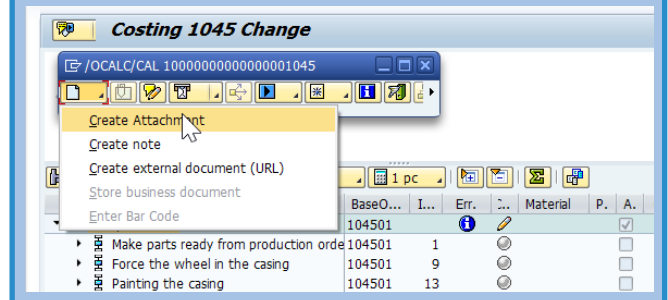 Costing 1045 Change
/OCALC/CAL 10000000000000001045
Create Attachment
Create note
Create external document (URL)
Store business document
Enter Bar Code
1 pc
BaseO... I... Err. Material P. A.
104501
Make parts ready from production orde 104501 1
Force the wheel in the casing 104501 9
Painting the casing 104501 13